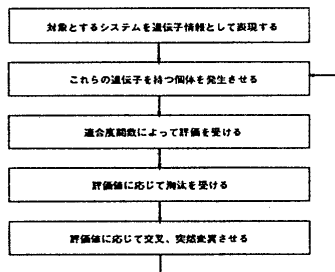 対象とするシステムを遺伝子情報として表現する
これらの遺伝子を持つ個体を発生させる
適合度関数によって評価を受ける
評価値に応じて淘汰を受ける
評価値に応じて交叉、突然変異させる